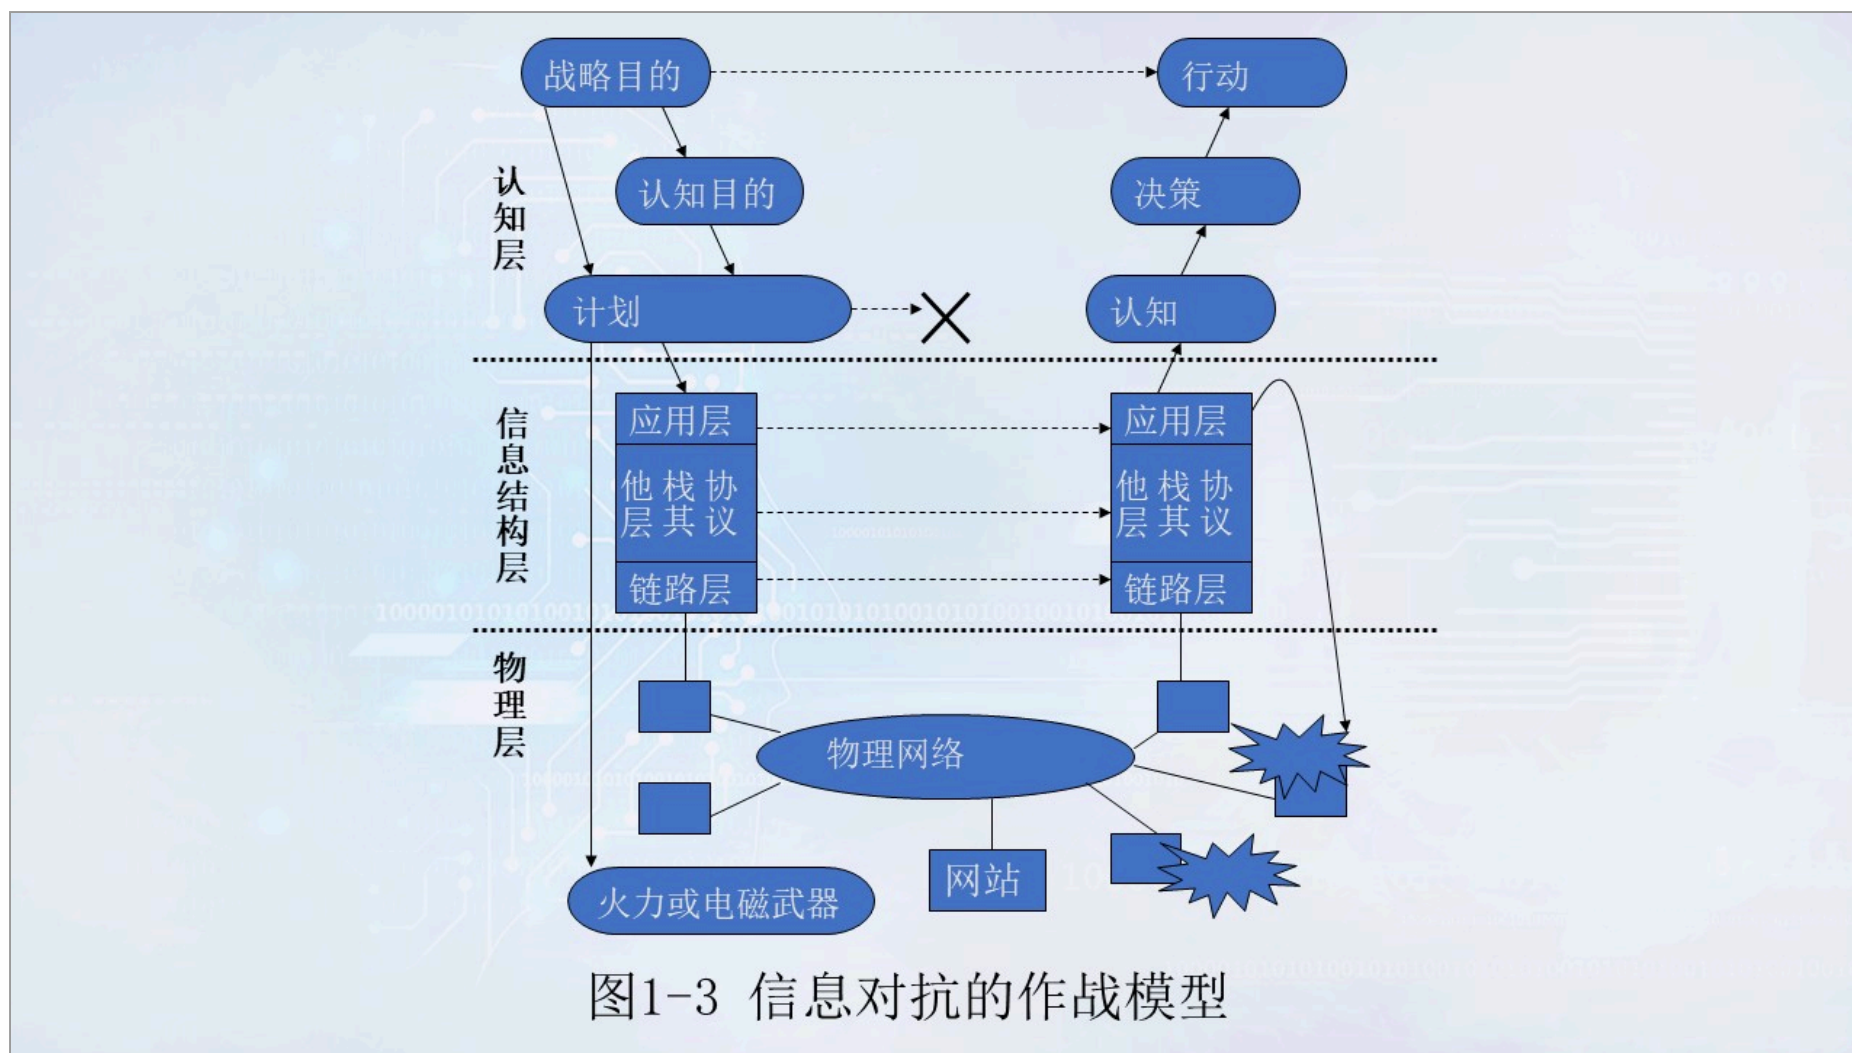 战略目的
行动
认知层
认知目的
决策
计划
认知
信息结构层
应用层
应用层
协议
栈其
他层
协议
栈其
他层
链路层
链路层
物理层
物理网络
网站
火力或电磁武器
图1-3 信息对抗的作战模型